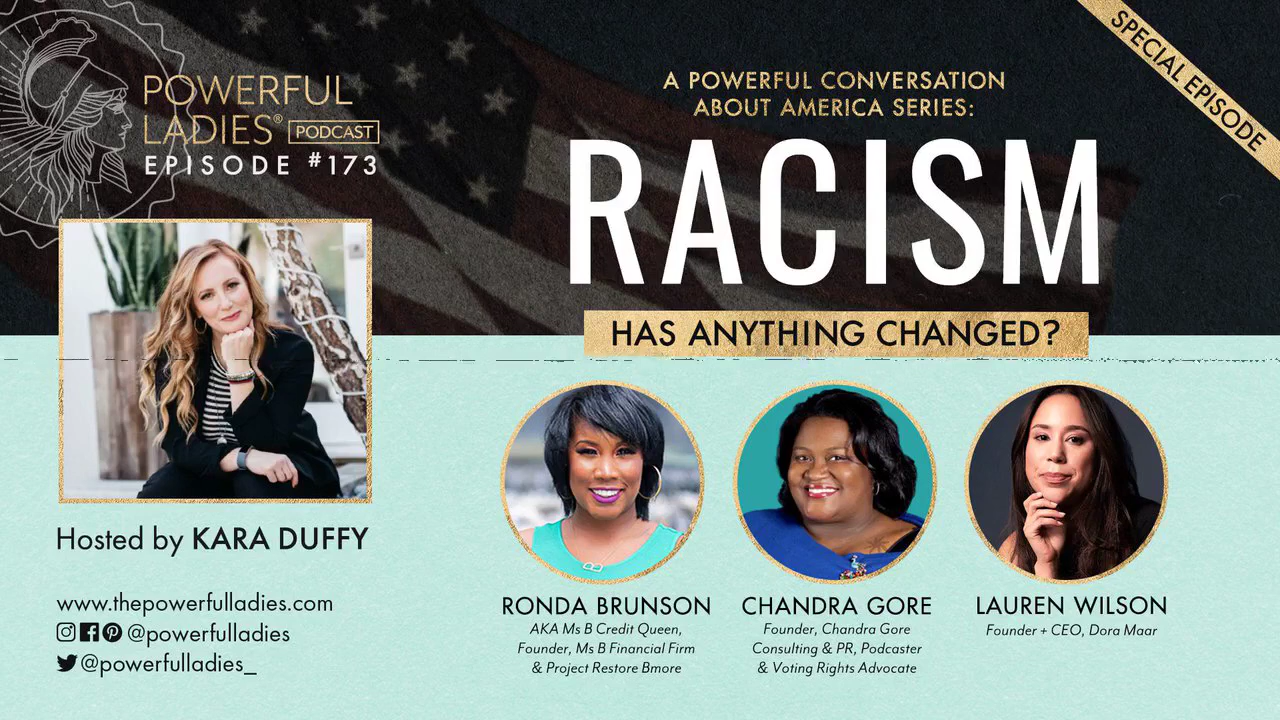 POWERFUL
LADIES® PODCAST
EPISODE #173
A POWERFUL CONVERSATION
ABOUT AMERICA SERIES:
RACISM
HAS ANYTHING CHANGED?
SPECIAL EPISODE
Hosted by KARA DUFFY
www.thepowerfulladies.com
@powerfulladies
@powerfulladies_
RONDA BRUNSON
AKA Ms B Credit Queen,
Founder, Ms B Financial Firm
& Project Restore Bmore
CHANDRA GORE
Founder, Chandra Gore
Consulting & PR, Podcaster
& Voting Rights Advocate
LAUREN WILSON
Founder + CEO, Dora Maar